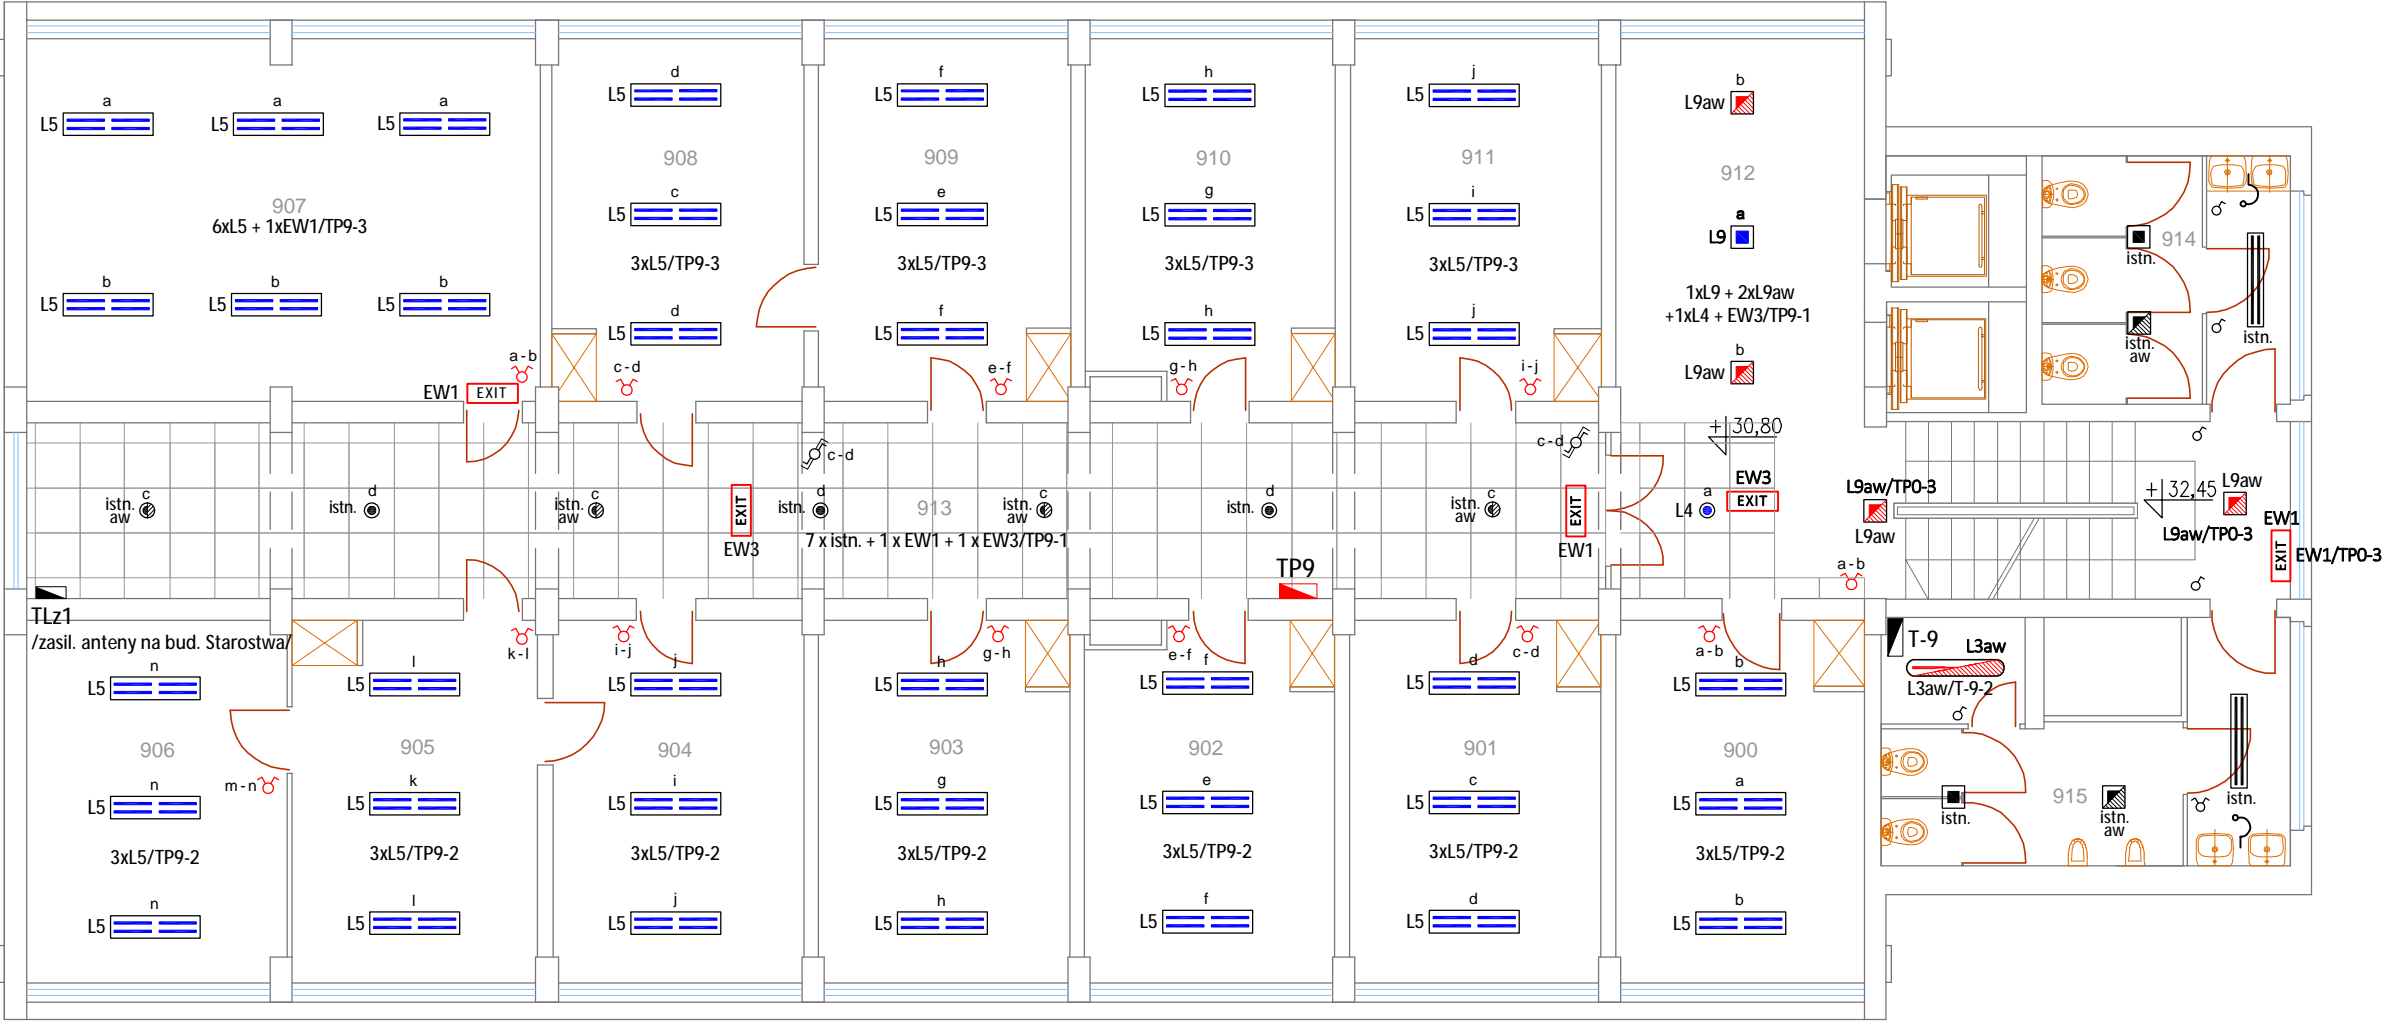 a a a
L5 L5 L5
907
6xL5 + 1xEW1/TP9-3
b b b
L5 L5 L5
a-b
EW1 EXIT
d
L5
908
c
L5
3xL5/TP9-3
d
L5
c-d
f
L5
909
e
L5
3xL5/TP9-3
f
L5
e-f
h
L5
910
g
L5
3xL5/TP9-3
h
L5
g-h
j
L5
911
i
L5
3xL5/TP9-3
j
L5
i-j
b
L9aw
912
a
L9
1xL9 + 2xL9aw
+1xL4 + EW3/TP9-1
b
L9aw
+30,80
914
istn.
istn.
aw
istn.
c
istn.
aw
d
istn.
c
istn.
aw
EXIT
EW3
c-d
d
istn.
913
c
istn.
aw
7 x istn. + 1 x EW1 + 1 x EW3/TP9-1
d
istn.
TP9
c-d
c
istn.
aw
EXIT
EW1
a
L4
EW3
EXIT
a-b
L9aw/TP0-3
L9aw
+32,45
L9aw
L9aw/TP0-3
EW1
EXIT
EW1/TP0-3
TLz1
/zasil. anteny na bud. Starostwa/
n
L5
906
n
L5
m-n
3xL5/TP9-2
n
L5
k-l
l
L5
905
k
L5
3xL5/TP9-2
l
L5
i-j
j
L5
904
i
L5
3xL5/TP9-2
j
L5
g-h
h
L5
903
g
L5
3xL5/TP9-2
h
L5
e-f
f
L5
902
e
L5
3xL5/TP9-2
f
L5
c-d
d
L5
901
c
L5
3xL5/TP9-2
d
L5
a-b
b
L5
900
a
L5
3xL5/TP9-2
b
L5
T-9
L3aw
L3aw/T-9-2
istn.
915
istn.
aw
istn.